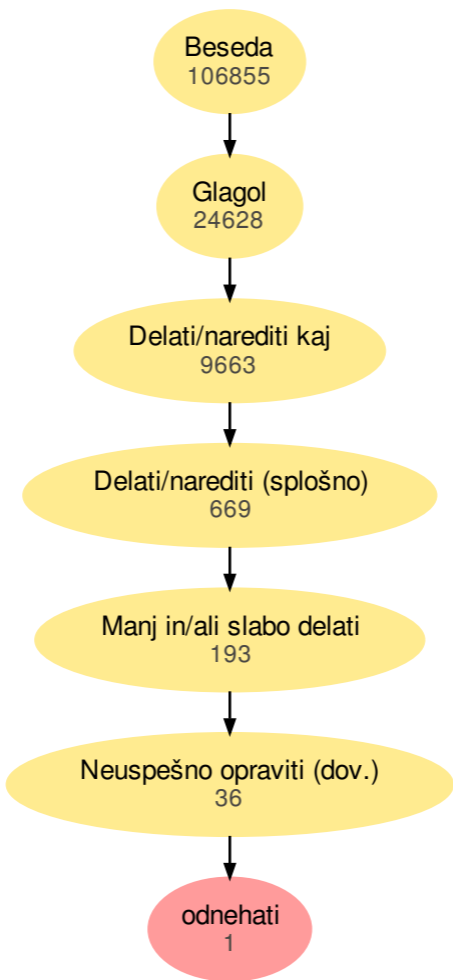 Beseda
106855
Glagol
24628
Delati/narediti kaj
9663
Delati/narediti (splošno)
669
Manj in/ali slabo delati
193
Neuspešno opraviti (dov.)
36
odnehati
1